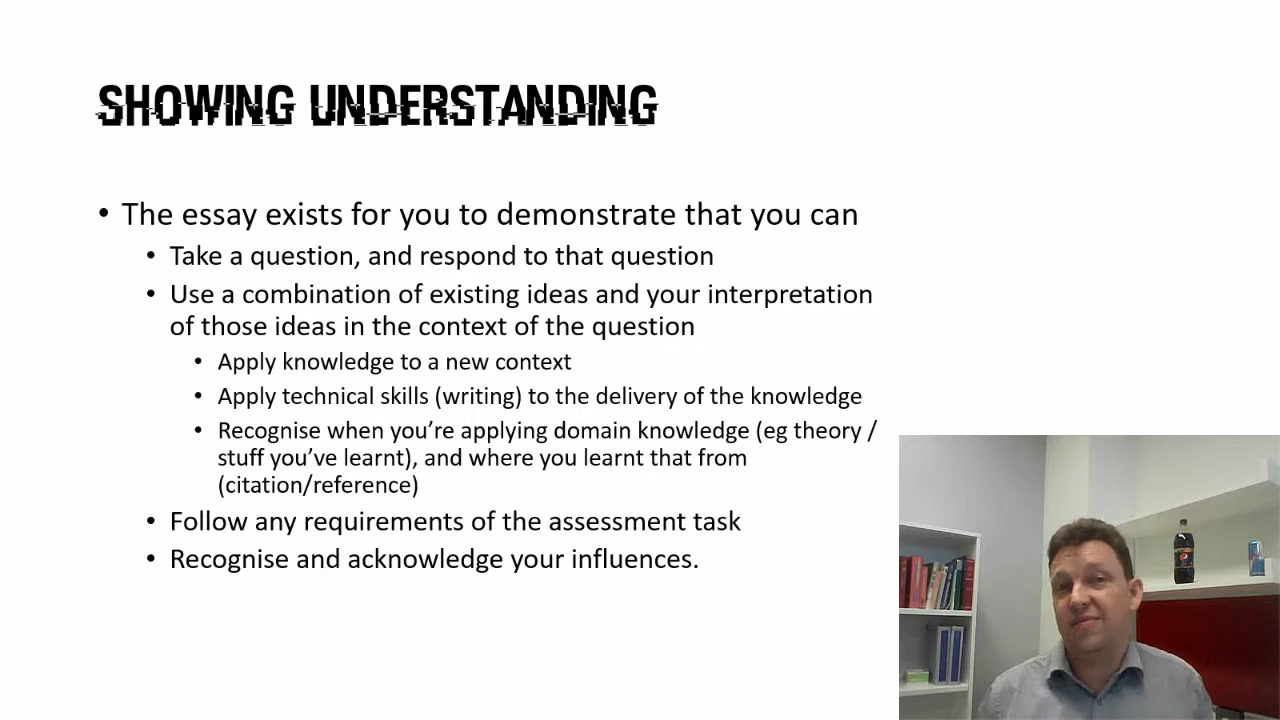 SHOWING UNDERSTANDING
• The essay exists for you to demonstrate that you can
• Take a question, and respond to that question
• Use a combination of existing ideas and your interpretation
of those ideas in the context of the question
• Apply knowledge to a new context
• Apply technical skills (writing) to the delivery of the knowledge
• Recognise when you’re applying domain knowledge (eg theory /
stuff you’ve learnt), and where you learnt that from
(citation/reference)
• Follow any requirements of the assessment task
• Recognise and acknowledge your influences.